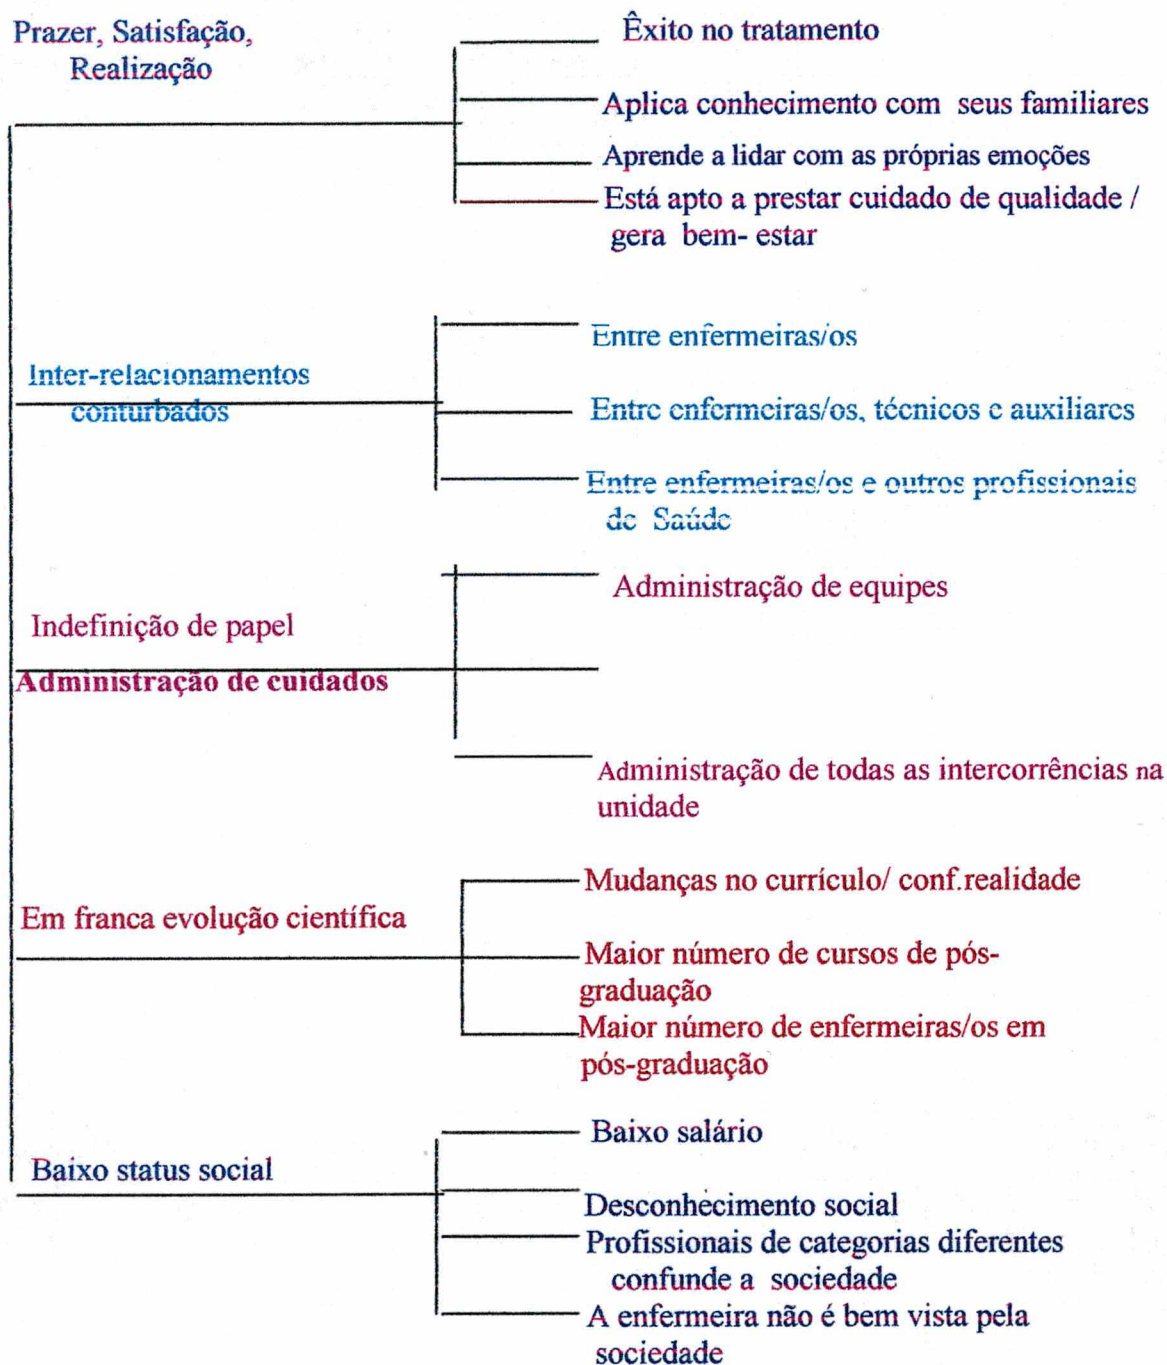 Prazer, Satisfação,
Realização
Êxito no tratamento
Aplica conhecimento com seus familiares
Aprende a lidar com as próprias emoções
Está apto a prestar cuidado de qualidade /
gera bem- estar
Inter-relacionamentos
conturbados
Entre enfermeiras/os
Entre enfermeiras/os, técnicos e auxiliares
Entre enfermeiras/os e outros profissionais
de Saúde
Indefinição de papel
Administração de cuidados
Administração de equipes
Administração de todas as intercorrências na
unidade
Em franca evolução científica
Mudanças no currículo/ conf.realidade
Maior número de cursos de pós-
graduação
Maior número de enfermeiras/os em
pós-graduação
Baixo status social
Baixo salário
Desconhecimento social
Profissionais de categorias diferentes
confunde a sociedade
A enfermeira não é bem vista pela
sociedade